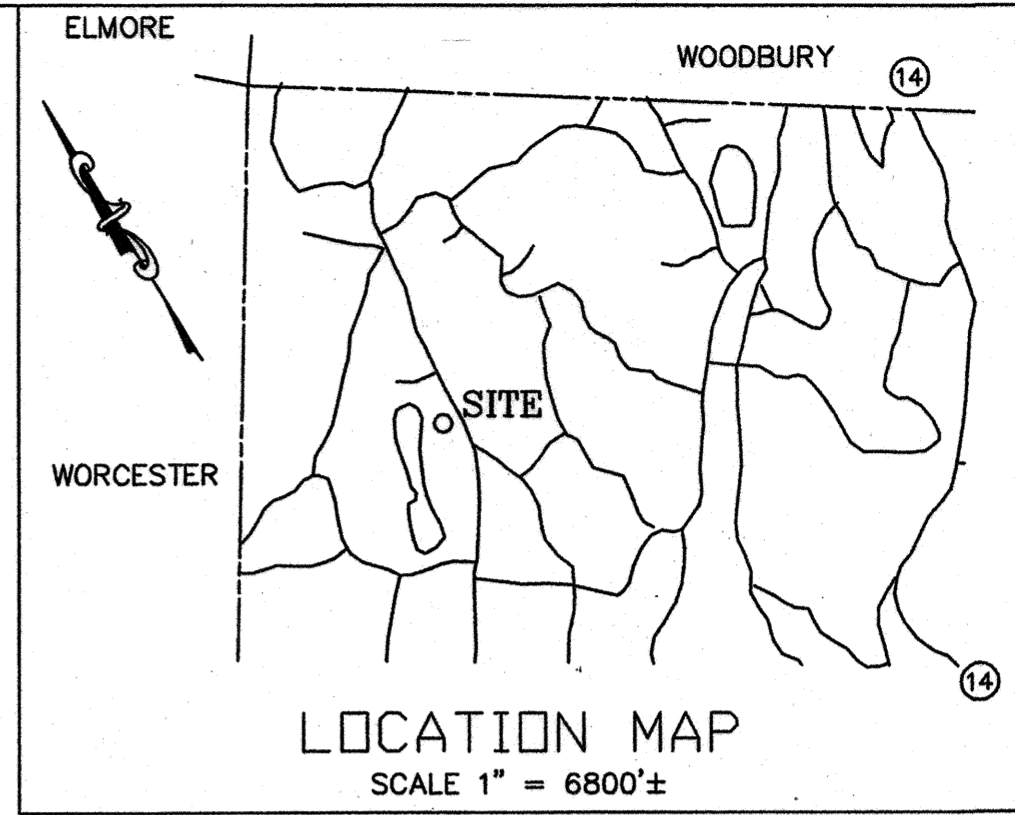 ELMORE
WOODBURY
14
SITE
WORCESTER
14
LOCATION MAP
SCALE 1" = 6800'±